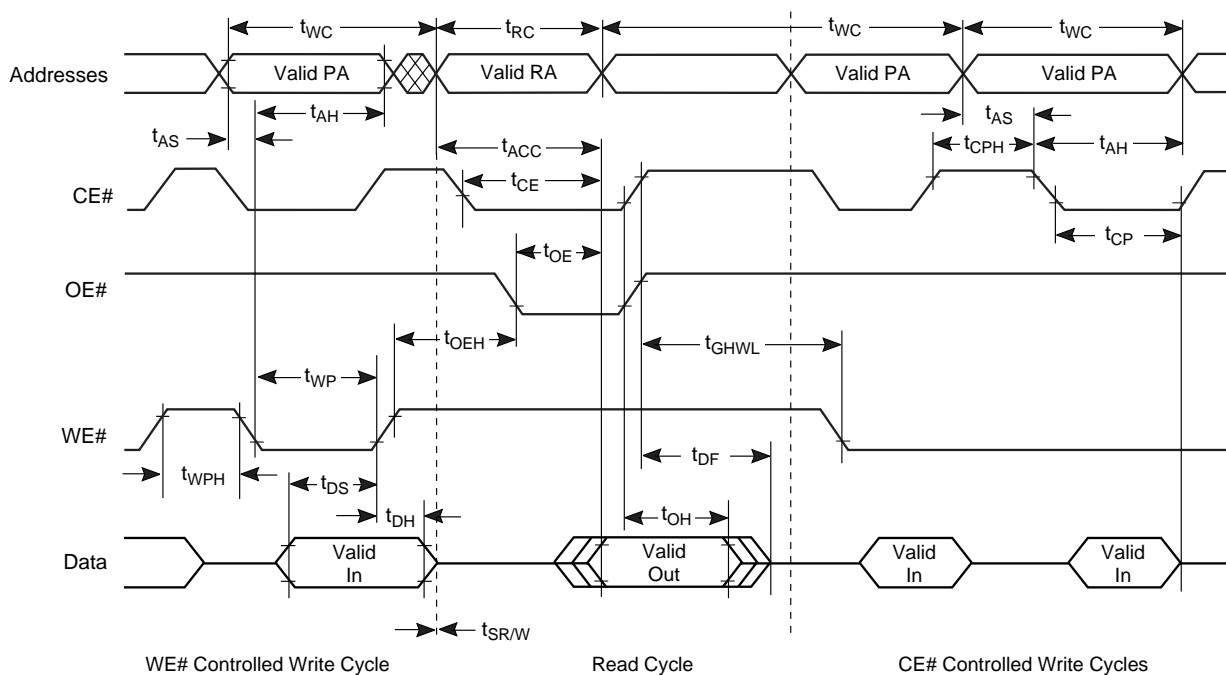 tWC tRC tWC tWC
Addresses Valid PA Valid RA Valid PA Valid PA
tAS tAH tAS
tACC tCPH tAH
CE# tCE
tOE tCP
OE#
tOEH tGHWL
tWP
WE#
tWPH tDS tDF
tDH tOH
Data Valid In Valid Out Valid In Valid In
tSR/W
WE# Controlled Write Cycle Read Cycle CE# Controlled Write Cycles